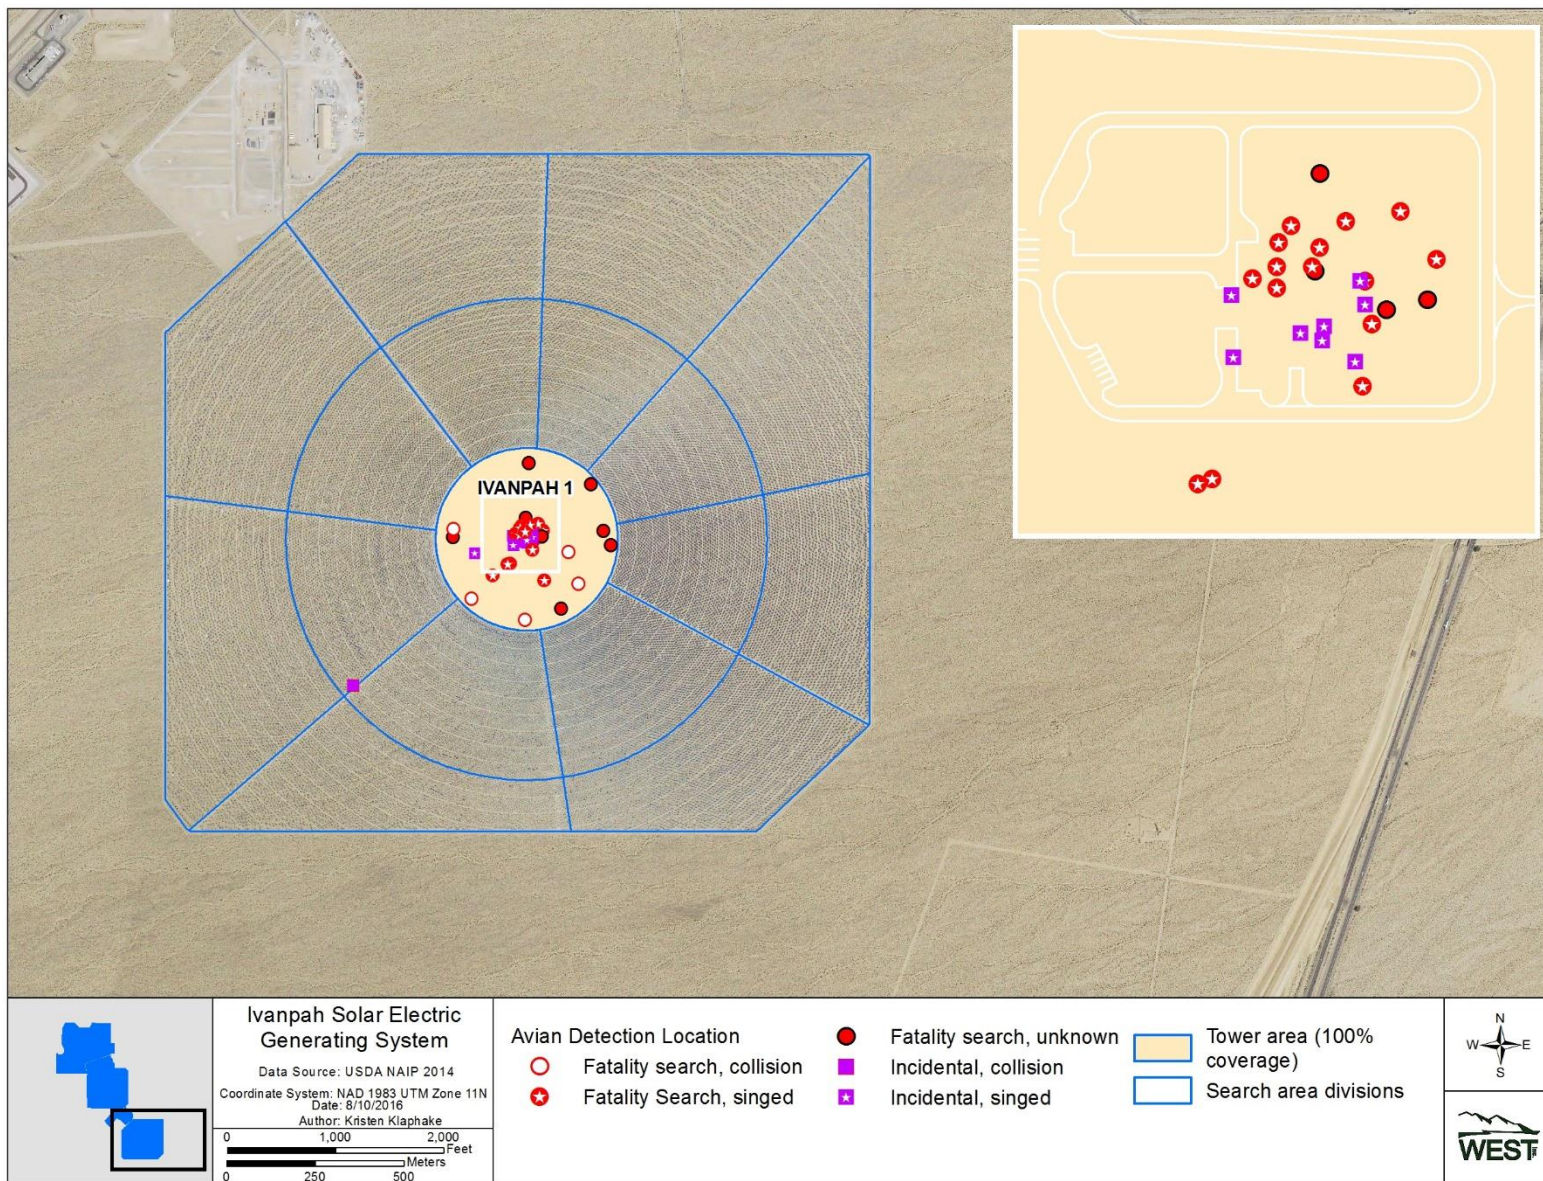 IVANPAH 1
Ivanpah Solar Electric
Generating System
Data Source: USDA NAIP 2014
Coordinate System: NAD 1983 UTM Zone 11N
Date: 8/10/2016
Author: Kristen Klaphake
0 1,000 2,000
Feet
Meters
0 250 500
Avian Detection Location
Fatality search, collision
Fatality Search, singed
Fatality search, unknown
Incidental, collision
Incidental, singed
Tower area (100%
coverage)
Search area divisions
N
W E
S
WEST